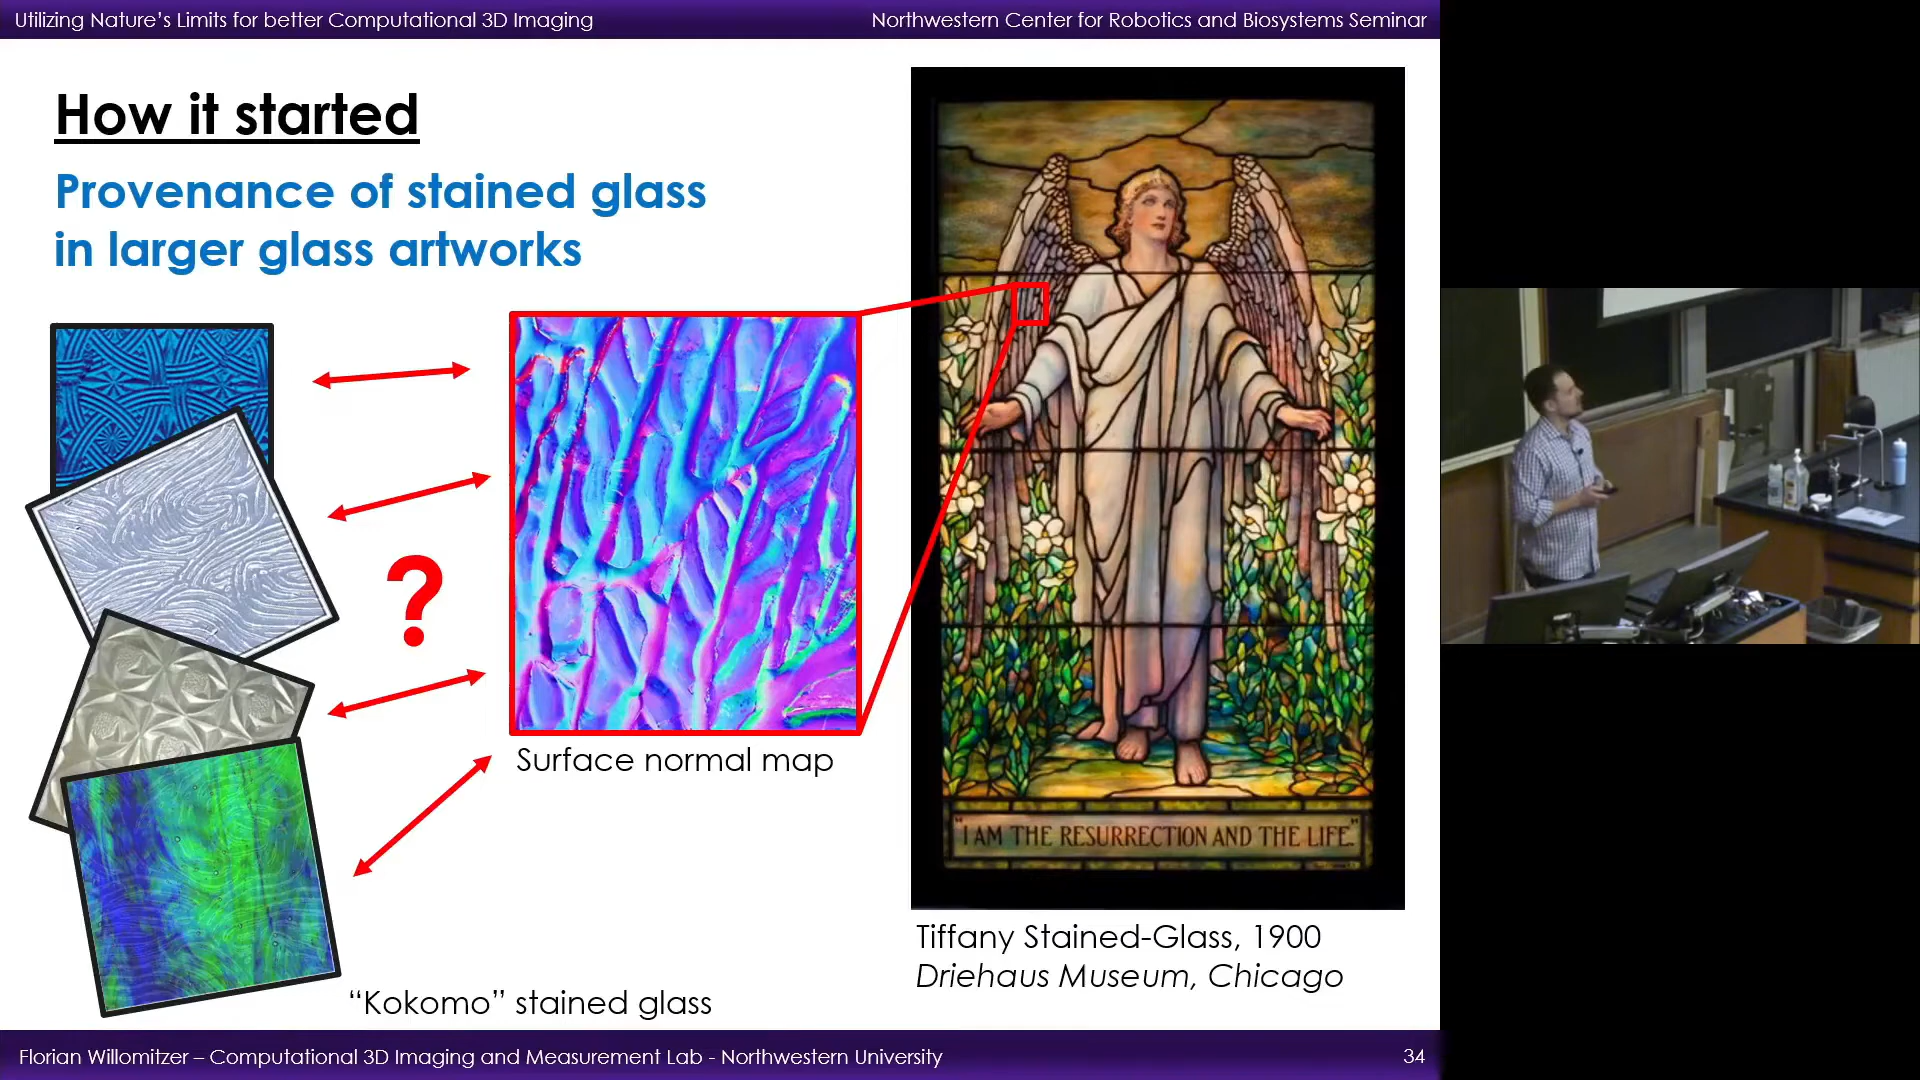 Utilizing Nature's Limits for better Computational 3D Imaging
Northwestern Center for Robotics and Biosystems Seminar
How it started
Provenance of stained glass
in larger glass artworks
?
Surface normal map
"I AM THE RESURRECTION AND THE LIFE."
Tiffany Stained-Glass, 1900
Driehaus Museum, Chicago
“Kokomo” stained glass
Florian Willomitzer – Computational 3D Imaging and Measurement Lab - Northwestern University
34